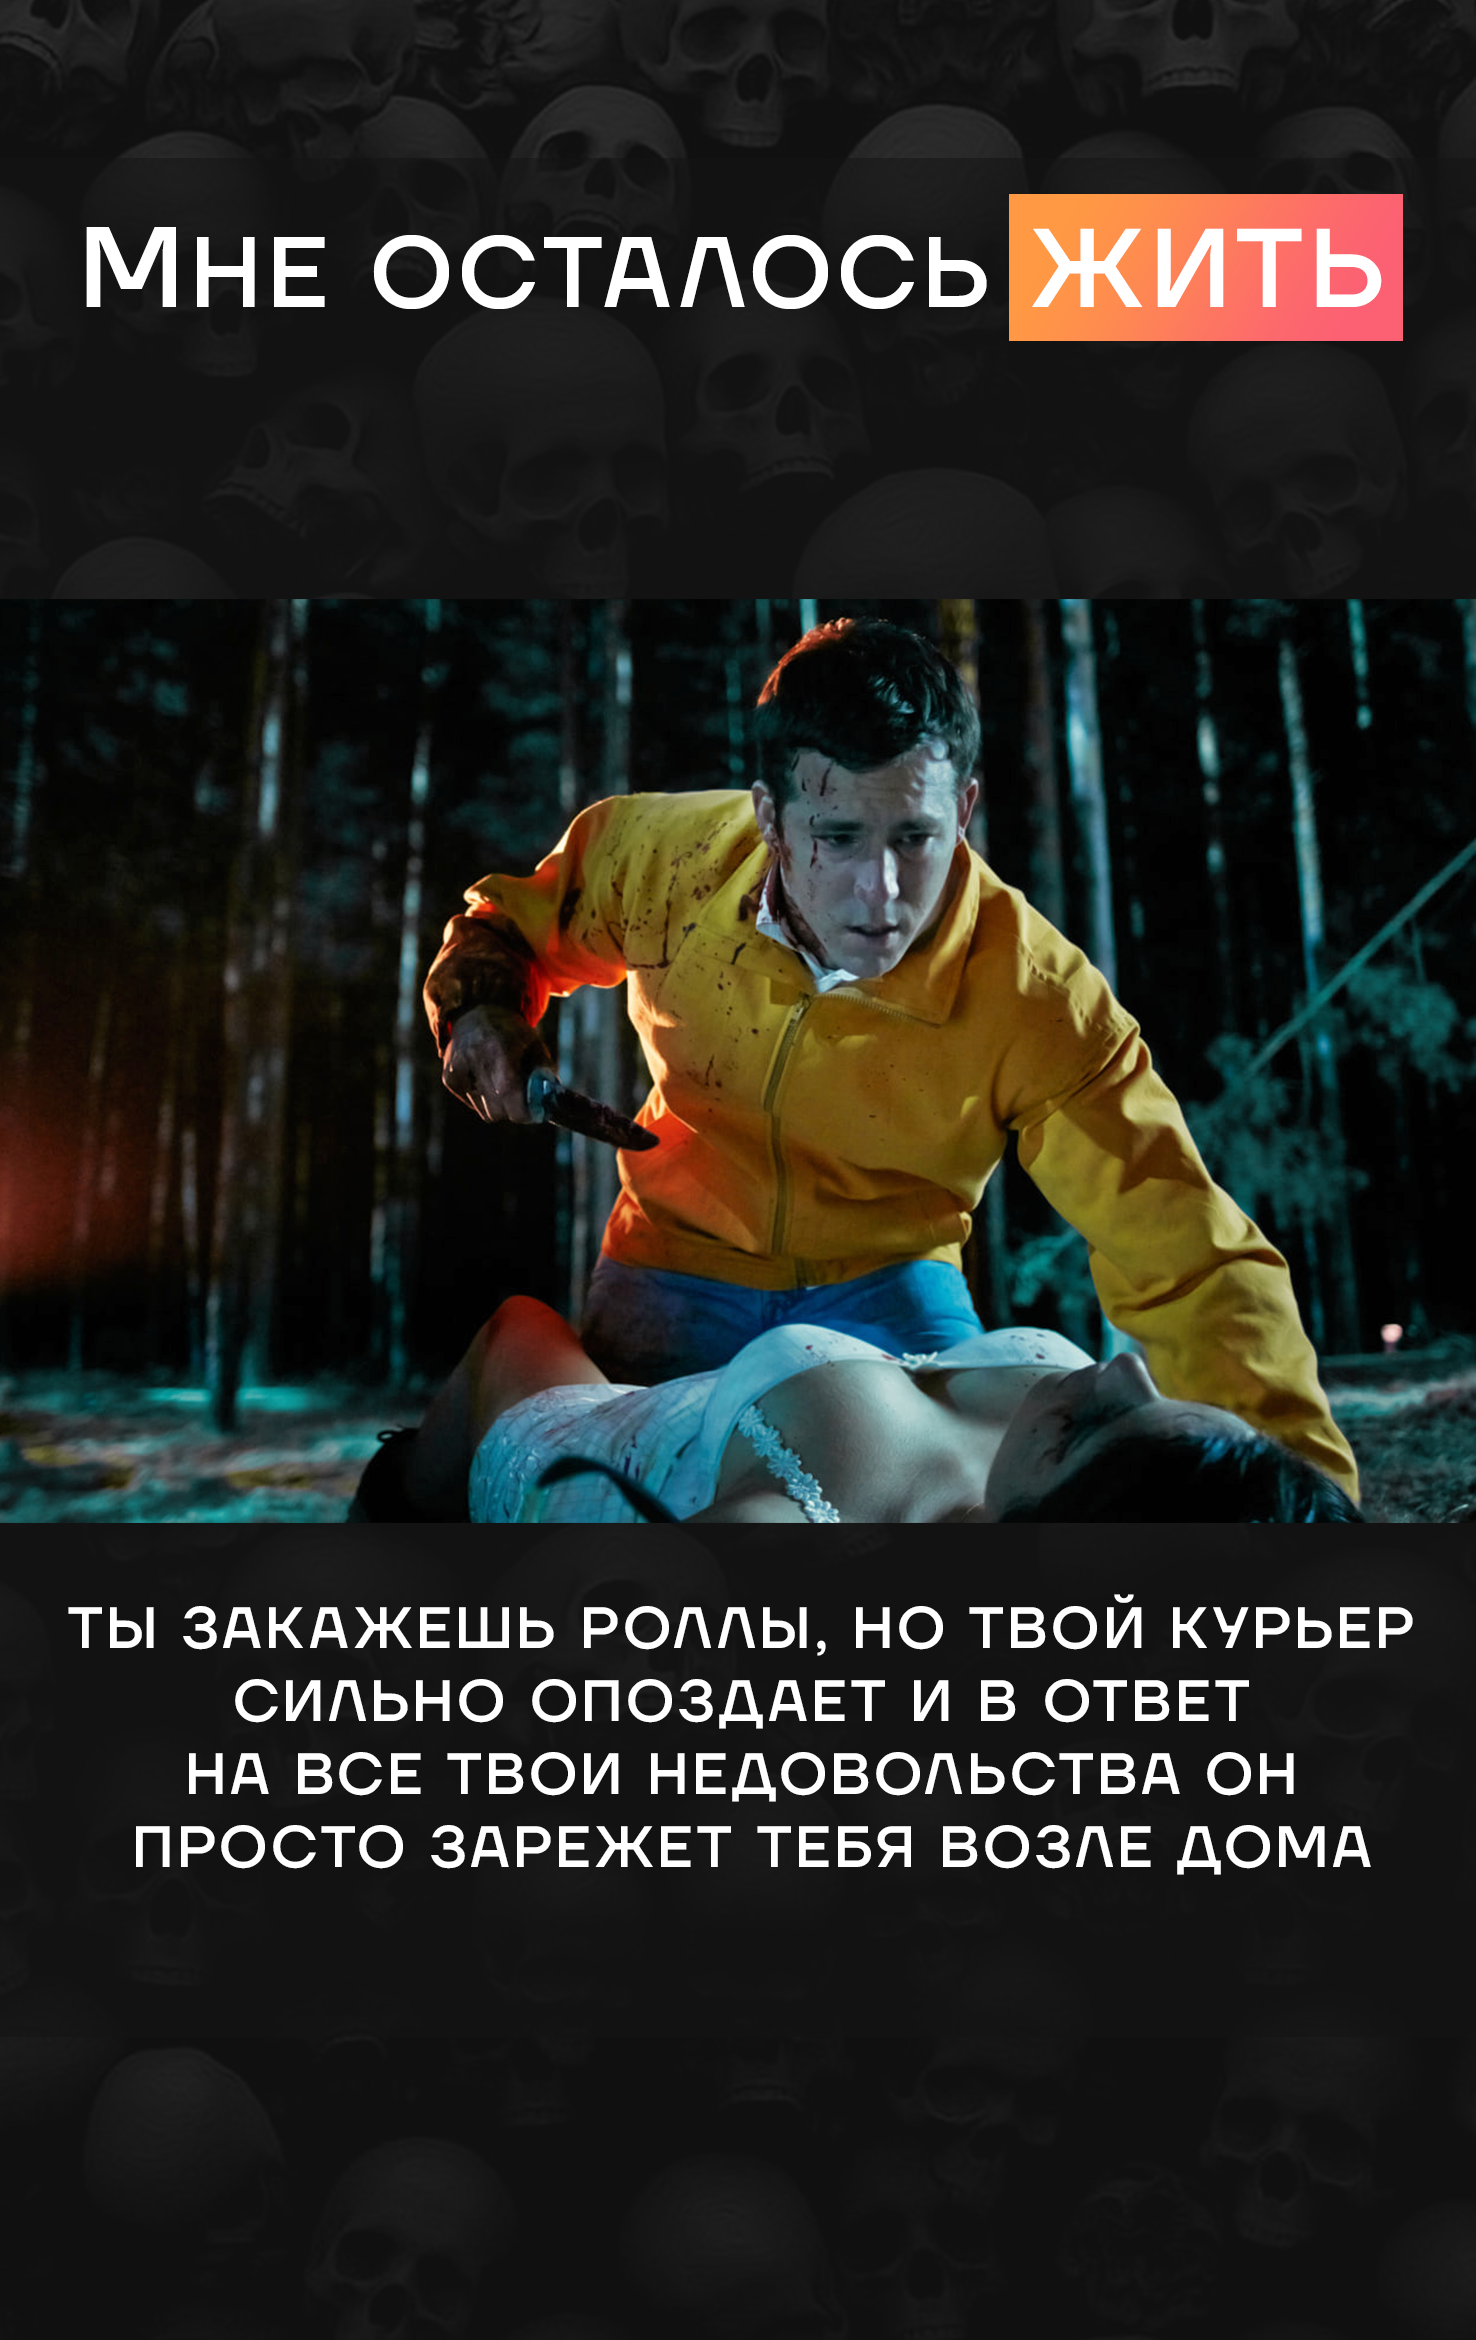 Мне осталось жить
ты закажешь роллы, но твой курьер
сильно опоздает и в ответ
на все твои недовольства он
просто зарежет тебя возле дома